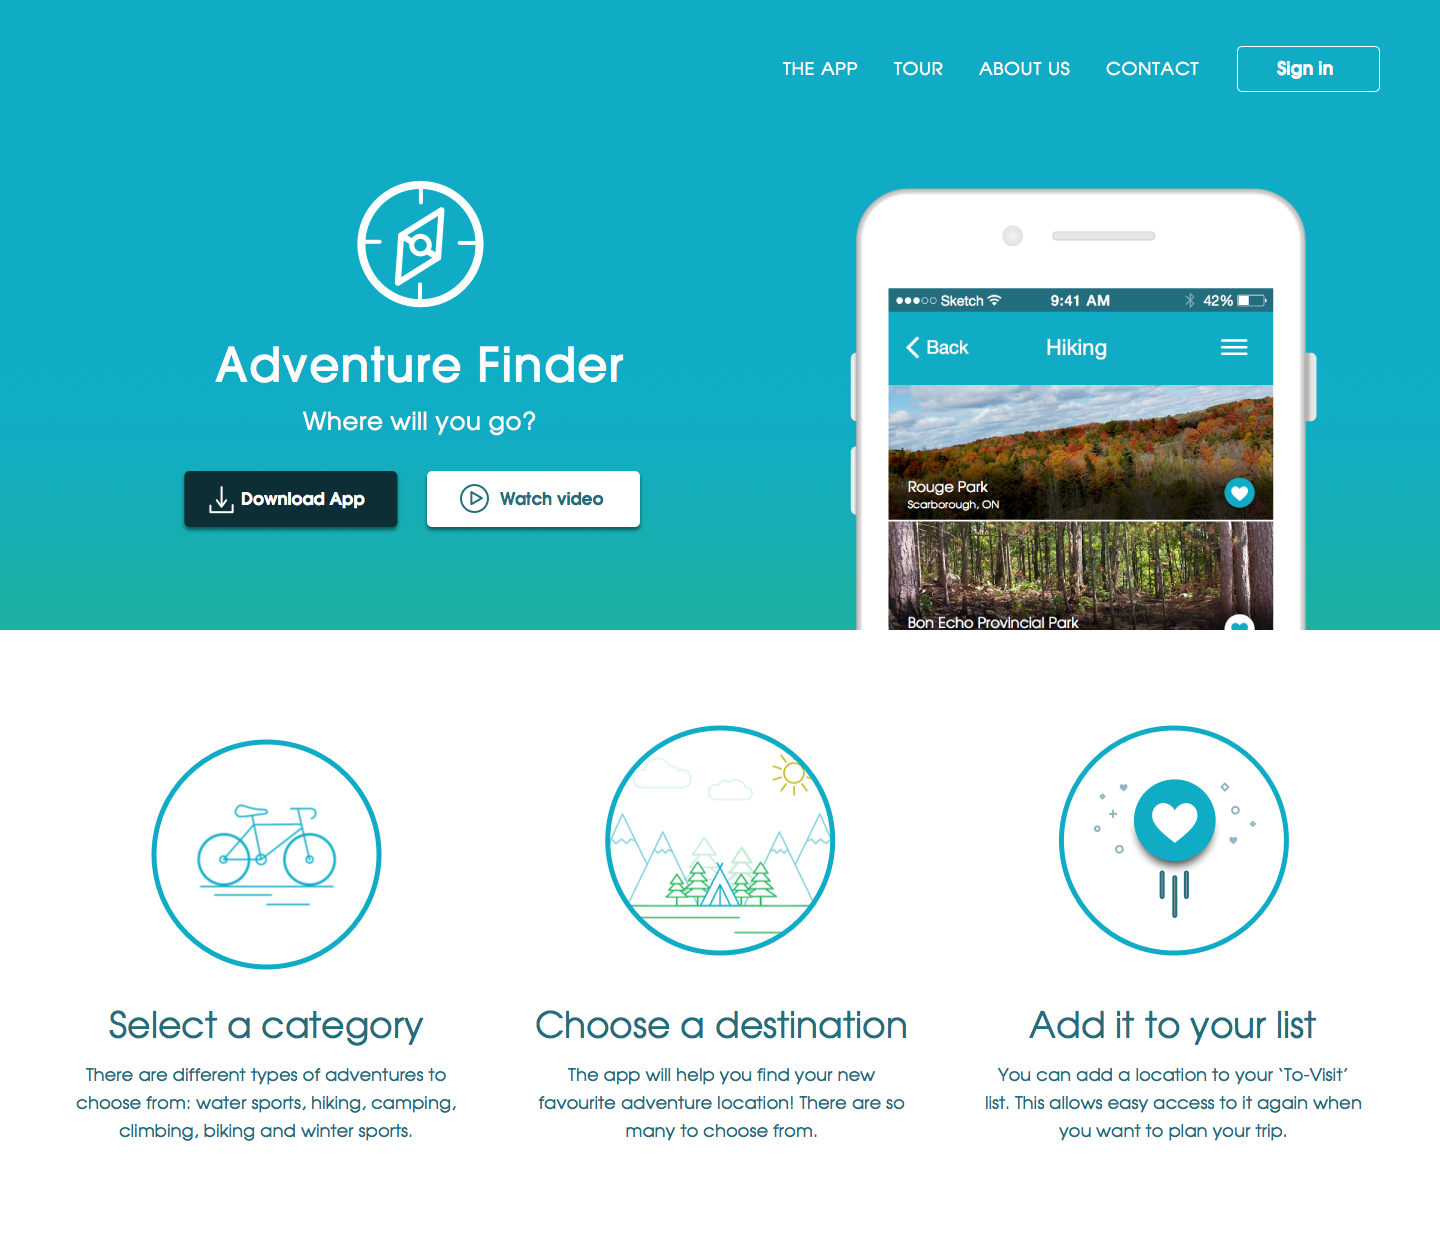 THE APP
TOUR
ABOUT US
CONTACT
Sign in
Adventure Finder
Where will you go?
Download App
Watch video
Sketch
9:41 AM
42%
Back
Hiking
Rouge Park
Scarborough, ON
Bon Echo Provincial Park
Select a category
There are different types of adventures to
choose from: water sports, hiking, camping,
climbing, biking and winter sports.
Choose a destination
The app will help you find your new
favourite adventure location! There are so
many to choose from.
Add it to your list
You can add a location to your ‘To-Visit’
list. This allows easy access to it again when
you want to plan your trip.